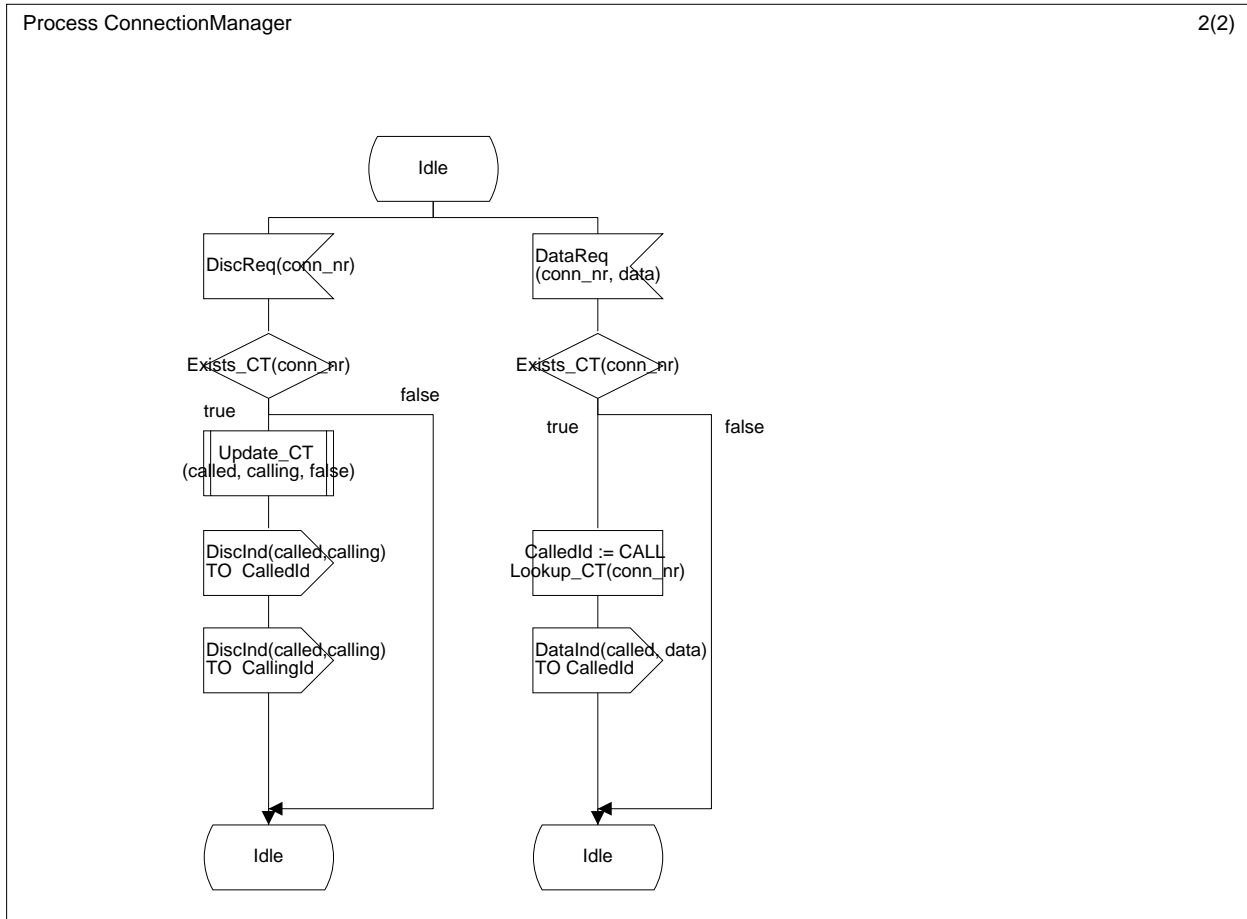 Process ConnectionManager
2(2)
Idle
DiscReq(conn_nr)
DataReq
(conn_nr, data)
Exists_CT(conn_nr)
Exists_CT(conn_nr)
true
false
true
false
Update_CT
(called, calling, false)
DiscInd(called,calling)
TO  CalledId
CalledId := CALL
Lookup_CT(conn_nr)
DiscInd(called,calling)
TO  CallingId
DataInd(called, data)
TO CalledId
Idle
Idle